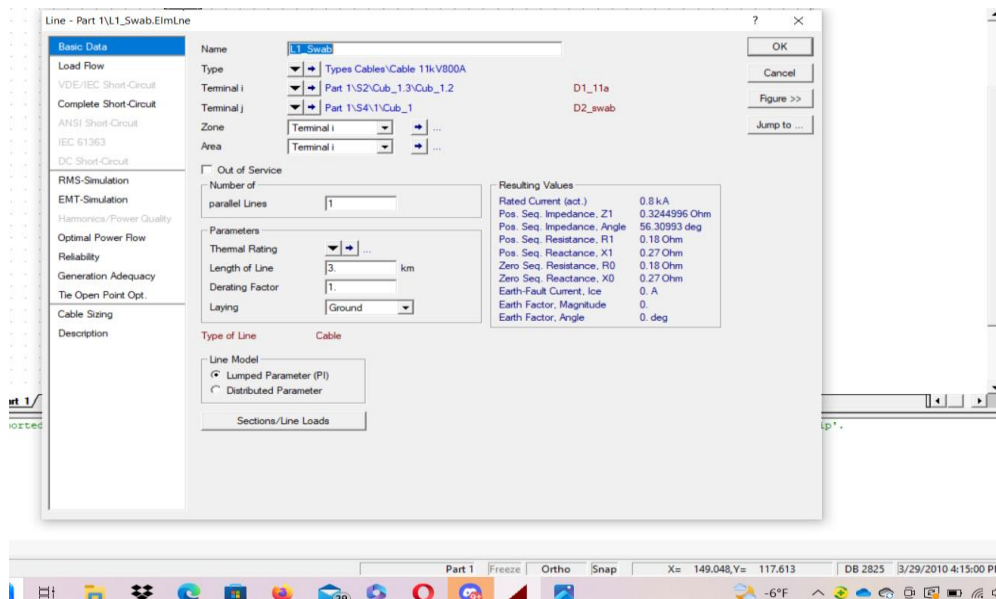 Line - Part 1\L1_Swab.ElmLne ? ×
Basic Data
Load Flow
VDE/IEC Short-Circuit
Complete Short-Circuit
ANSI Short-Circuit
IEC 61363
DC Short-Circuit
RMS-Simulation
EMT-Simulation
Harmonics/Power Quality
Optimal Power Flow
Reliability
Generation Adequacy
Tie Open Point Opt.
Cable Sizing
Description
Name L1_Swab
Type Types Cables\Cable 11kV800A
Terminal i Part 1\S2\Cub_1.3\Cub_1.2 D1_11a
Terminal j Part 1\S4\1\Cub_1 D2_swab
Zone Terminal i ...
Area Terminal i ...
Out of Service
Number of
parallel Lines 1
Parameters
Thermal Rating ...
Length of Line 3. km
Derating Factor 1.
Laying Ground
Type of Line Cable
Line Model
Lumped Parameter (PI)
Distributed Parameter
Sections/Line Loads
Resulting Values
Rated Current (act.) 0.8 kA
Pos. Seq. Impedance, Z1 0.3244996 Ohm
Pos. Seq. Impedance, Angle 56.30993 deg
Pos. Seq. Resistance, R1 0.18 Ohm
Pos. Seq. Reactance, X1 0.27 Ohm
Zero Seq. Resistance, R0 0.18 Ohm
Zero Seq. Reactance, X0 0.27 Ohm
Earth-Fault Current, Ice 0. A
Earth Factor, Magnitude 0.
Earth Factor, Angle 0. deg
OK
Cancel
Figure >>
Jump to ...
art 1
orted
ip'.
Part 1 Freeze Ortho Snap X= 149.048,Y= 117.613 DB 2825 3/29/2010 4:15:00 P
29 -6°F